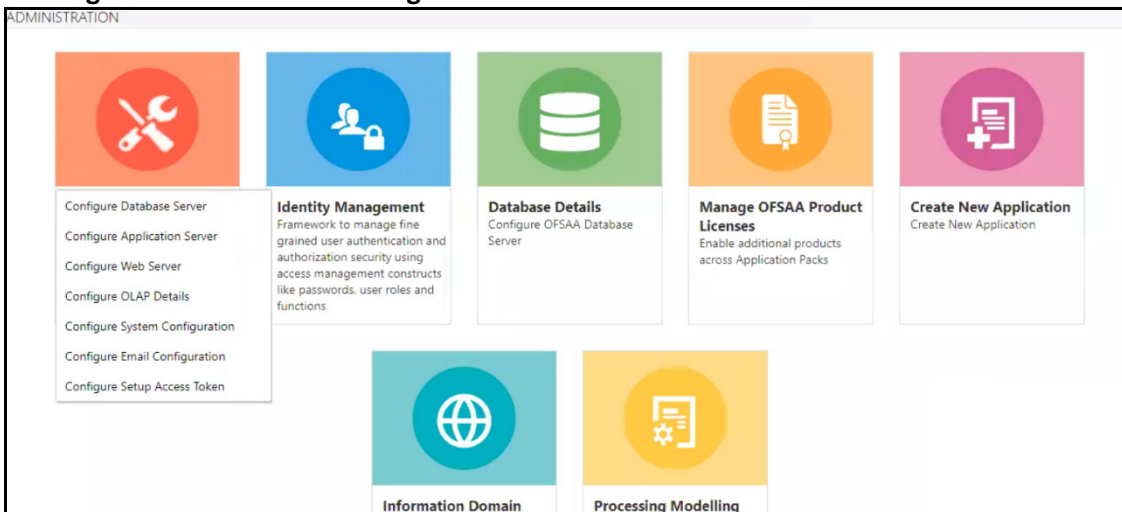 ADMINISTRATION
Configure Database Server
Configure Application Server
Configure Web Server
Configure OLAP Details
Configure System Configuration
Configure Email Configuration
Configure Setup Access Token
Identity Management
Framework to manage fine
grained user authentication and
authorization security using
access management constructs
like passwords, user roles and
functions
Database Details
Configure OFSAA Database
Server
Manage OFSAA Product
Licenses
Enable additional products
across Application Packs
Create New Application
Create New Application
Information Domain
Processing Modelling